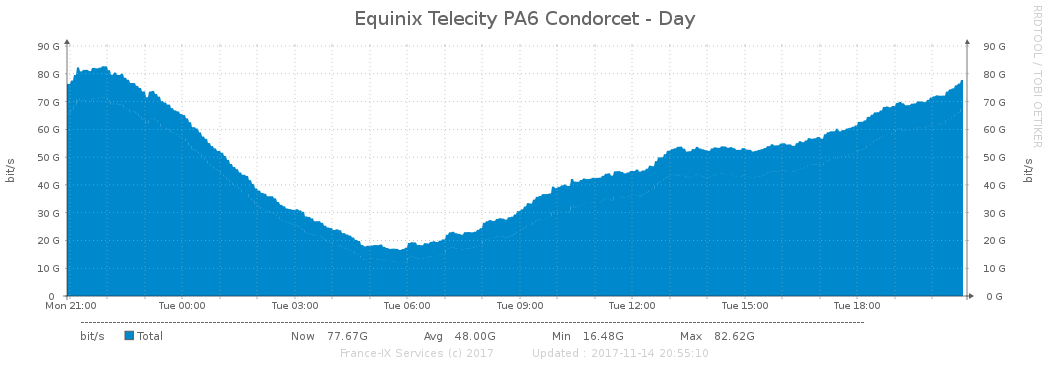 Equinix Telecity PA6 Condorcet - Day
RRDTOOL / TOBI OETIKER
bit/s
90 G 90 G
80 G 80 G
70 G 70 G
60 G 60 G
50 G 50 G
40 G 40 G
30 G 30 G
20 G 20 G
10 G 10 G
0 0 G
bit/s
Mon 21:00 Tue 00:00 Tue 03:00 Tue 06:00 Tue 09:00 Tue 12:00 Tue 15:00 Tue 18:00
bit/s Total Now 77.67G Avg 48.00G Min 16.48G Max 82.62G
France-IX Services (c) 2017 Updated : 2017-11-14 20:55:10